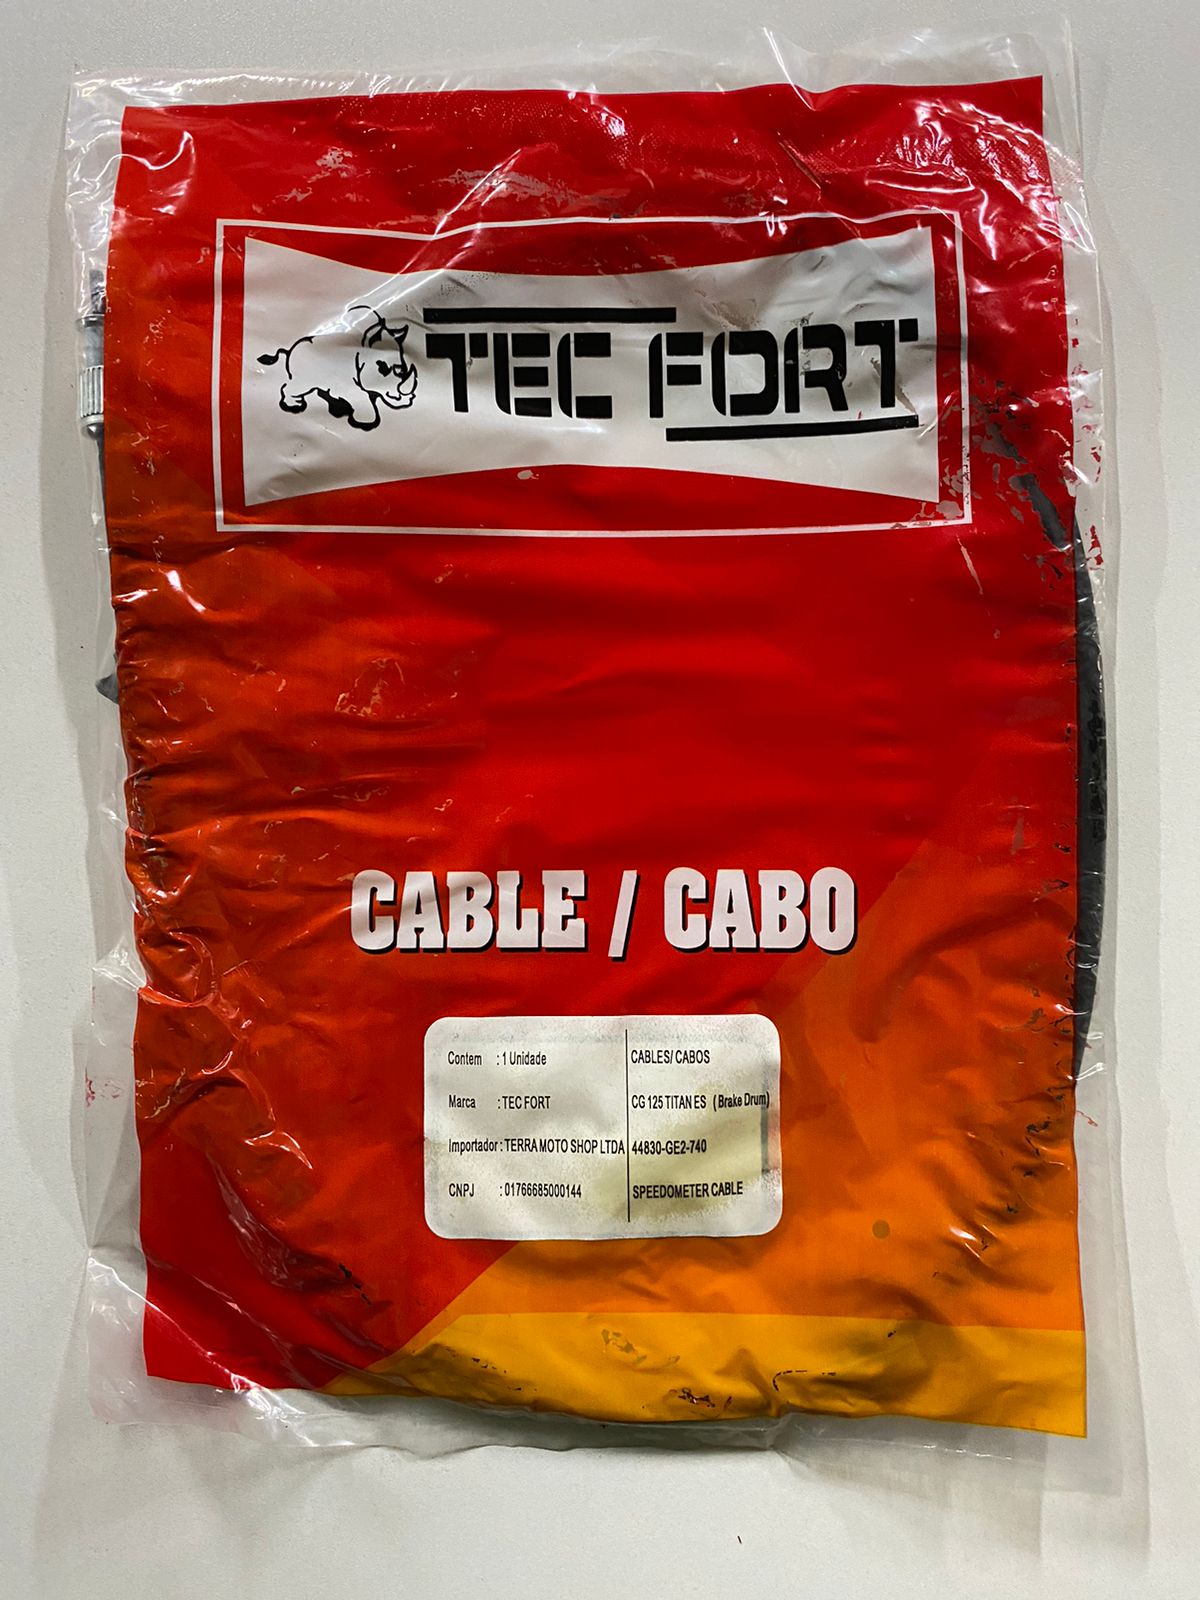 TEC FORT
CABLE / CABO
Contem : 1 Unidade
Marca : TEC FORT
Importador : TERRA MOTO SHOP LTDA
CNPJ : 01766685000144
CABLES/ CABOS
CG 125 TITAN ES (Brake Drum)
44830-GE2-740
SPEEDOMETER CABLE